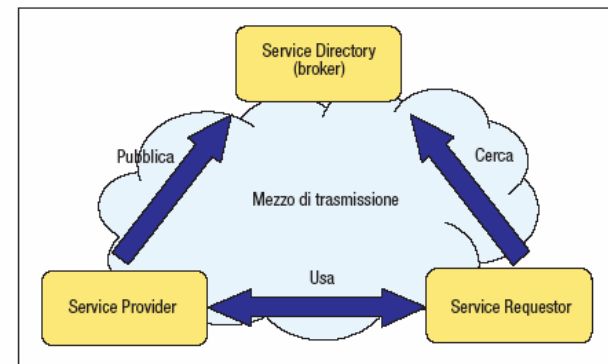 Service Directory
(broker)
Pubblica
Cerca
Mezzo di trasmissione
Usa
Service Provider
Service Requestor